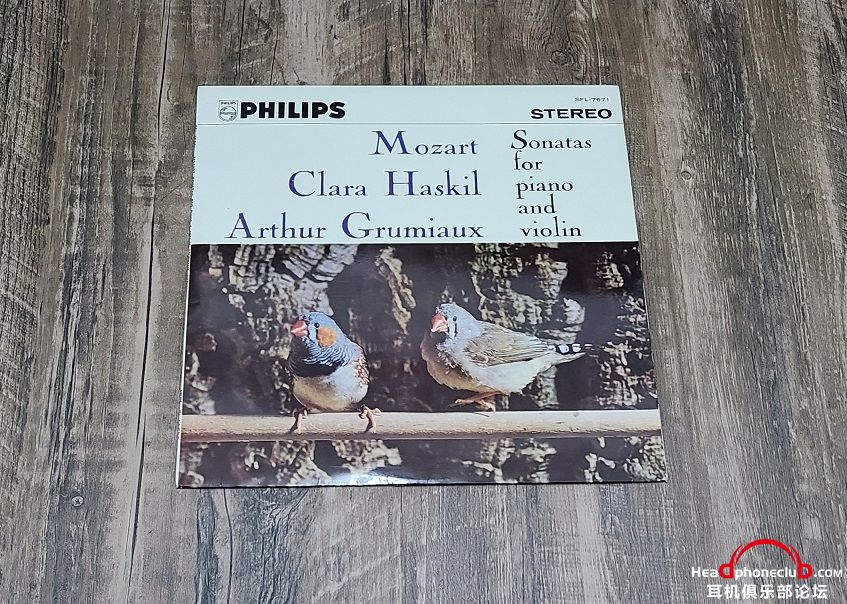 SFL-7671
PHILIPS PHILIPS STEREO
Mozart
Clara Haskil
Arthur Grumiaux
Sonatas
for
piano
and
violin
Headphoneclub.com
耳机俱乐部论坛